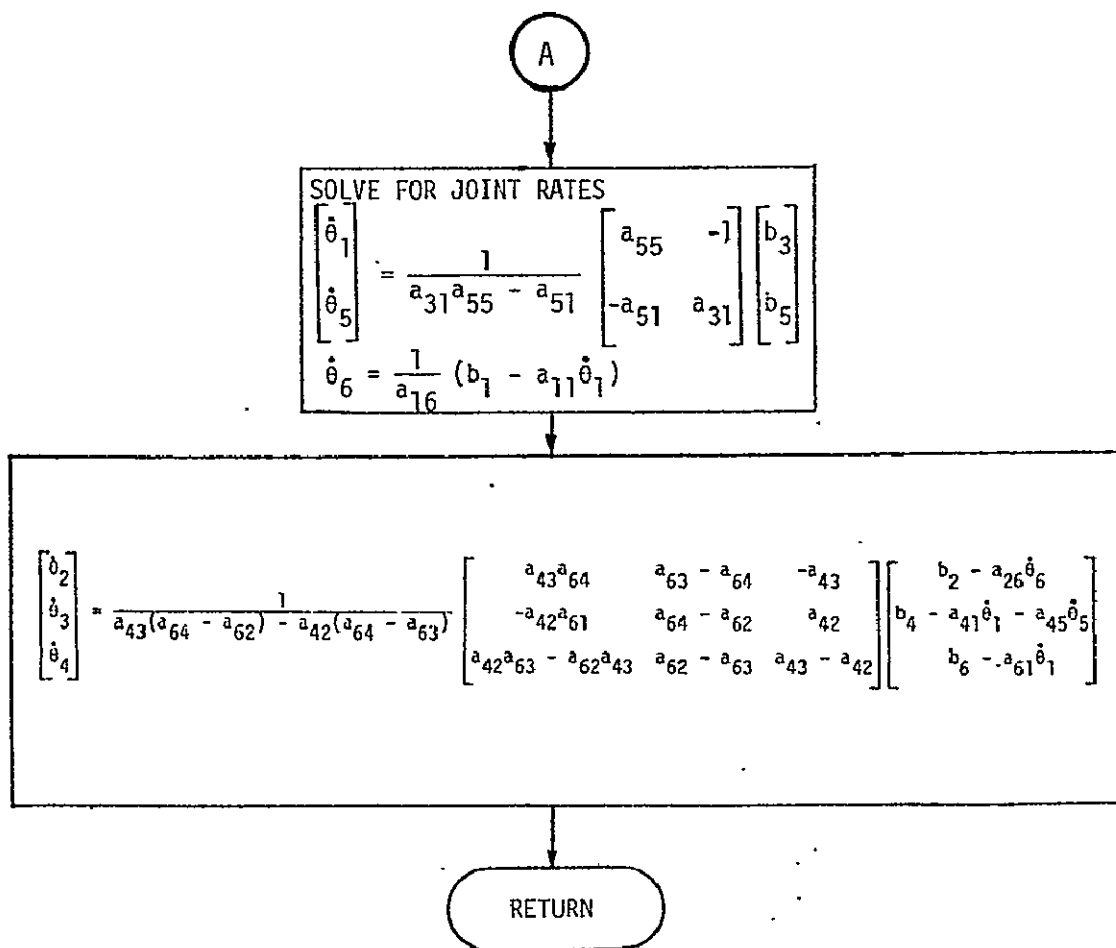 A
SOLVE FOR JOINT RATES
[θ̇₁; θ̇₅] = 1/(a₃₁a₅₅ - a₅₁) [a₅₅ -1; -a₅₁ a₃₁] [b₃; b₅]
θ̇₆ = 1/a₁₆ (b₁ - a₁₁θ̇₁)
[θ̇₂; θ̇₃; θ̇₄] = 1/(a₄₃(a₆₄ - a₆₂) - a₄₂(a₆₄ - a₆₃)) [a₄₃a₆₄ a₆₃ - a₆₄ -a₄₃; -a₄₂a₆₁ a₆₄ - a₆₂ a₄₂; a₄₂a₆₃ - a₆₂a₄₃ a₆₂ - a₆₃ a₄₃ - a₄₂] [b₂ - a₂₆θ̇₆; b₄ - a₄₁θ̇₁ - a₄₅θ̇₅; b₆ - a₆₁θ̇₁]
RETURN